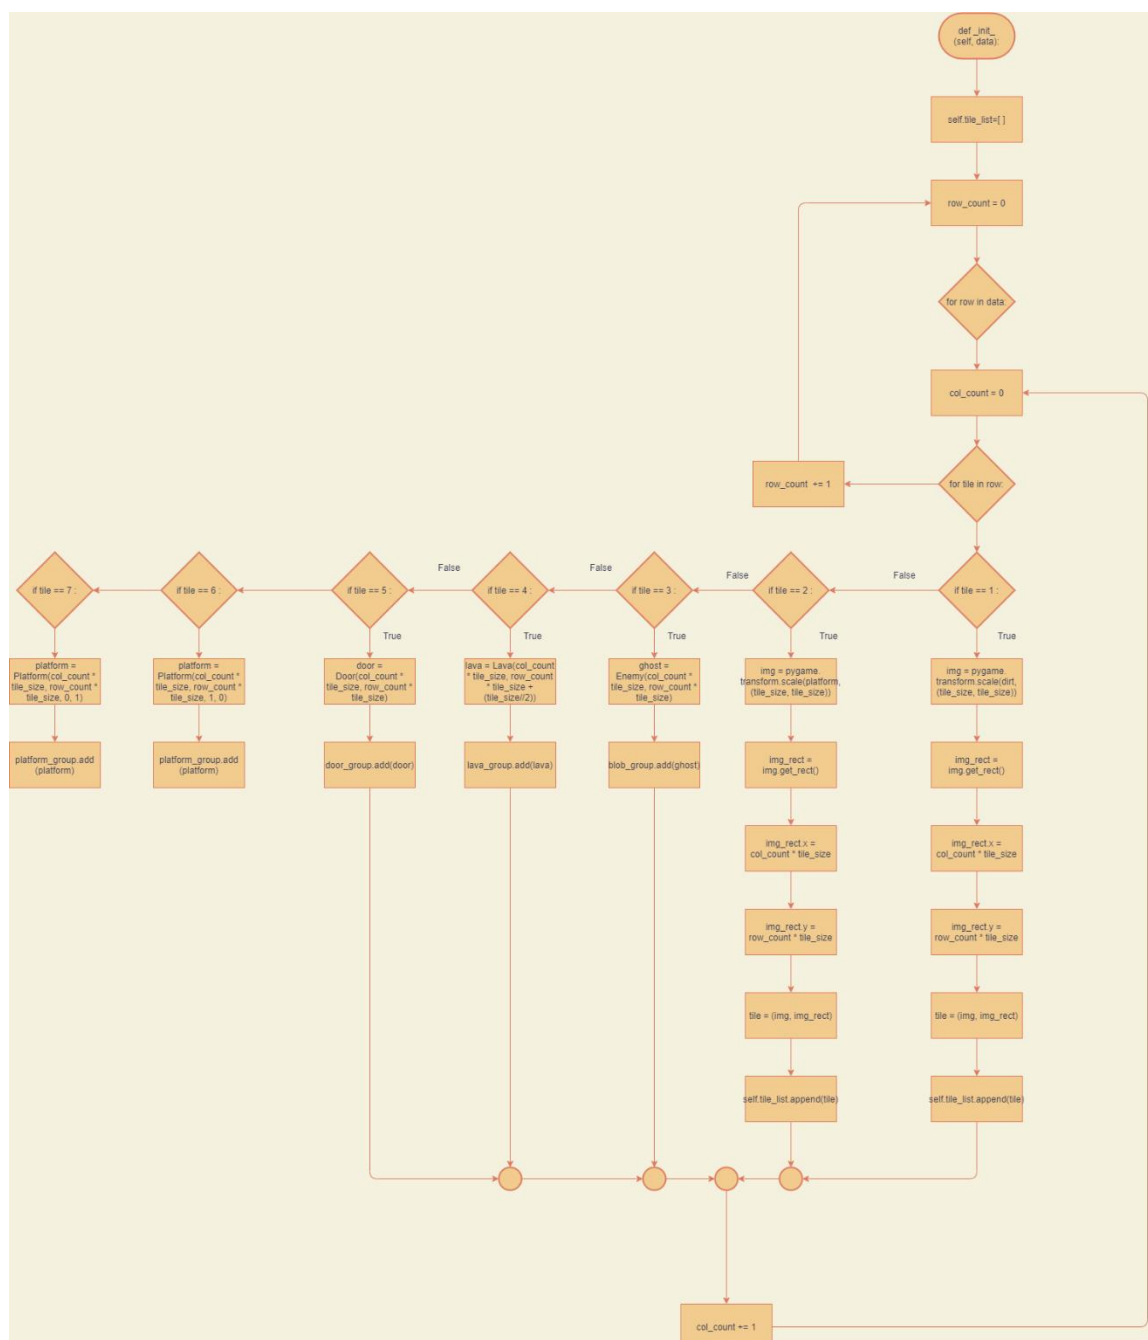 def _init_
(self, data):
self.tile_list=[ ]
row_count = 0
for row in data:
col_count = 0
for tile in row:
row_count += 1
if tile == 1 :
False
if tile == 2 :
False
if tile == 3 :
False
if tile == 4 :
False
if tile == 5 :
if tile == 6 :
if tile == 7 :
True
True
True
True
True
platform =
Platform(col_count *
tile_size, row_count *
tile_size, 0, 1)
platform =
Platform(col_count *
tile_size, row_count *
tile_size, 1, 0)
door =
Door(col_count *
tile_size, row_count *
tile_size)
lava = Lava(col_count
* tile_size, row_count
* tile_size +
(tile_size//2))
ghost =
Enemy(col_count *
tile_size, row_count *
tile_size)
img = pygame.
transform.scale(platform,
(tile_size, tile_size))
img = pygame.
transform.scale(dirt,
(tile_size, tile_size))
platform_group.add
(platform)
platform_group.add
(platform)
door_group.add(door)
lava_group.add(lava)
blob_group.add(ghost)
img_rect =
img.get_rect()
img_rect =
img.get_rect()
img_rect.x =
col_count * tile_size
img_rect.x =
col_count * tile_size
img_rect.y =
row_count * tile_size
img_rect.y =
row_count * tile_size
tile = (img, img_rect)
tile = (img, img_rect)
self.tile_list.append(tile)
self.tile_list.append(tile)
col_count += 1